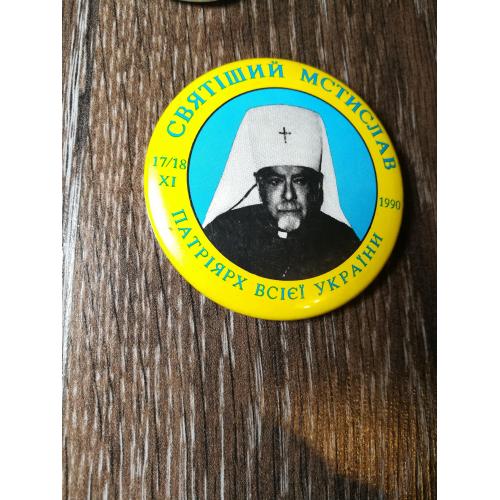 СВЯТІШИЙ МСТИСЛАВ
17/18
XI
1990
ПАТРІЯРХ ВСІЄЇ УКРАЇНИ